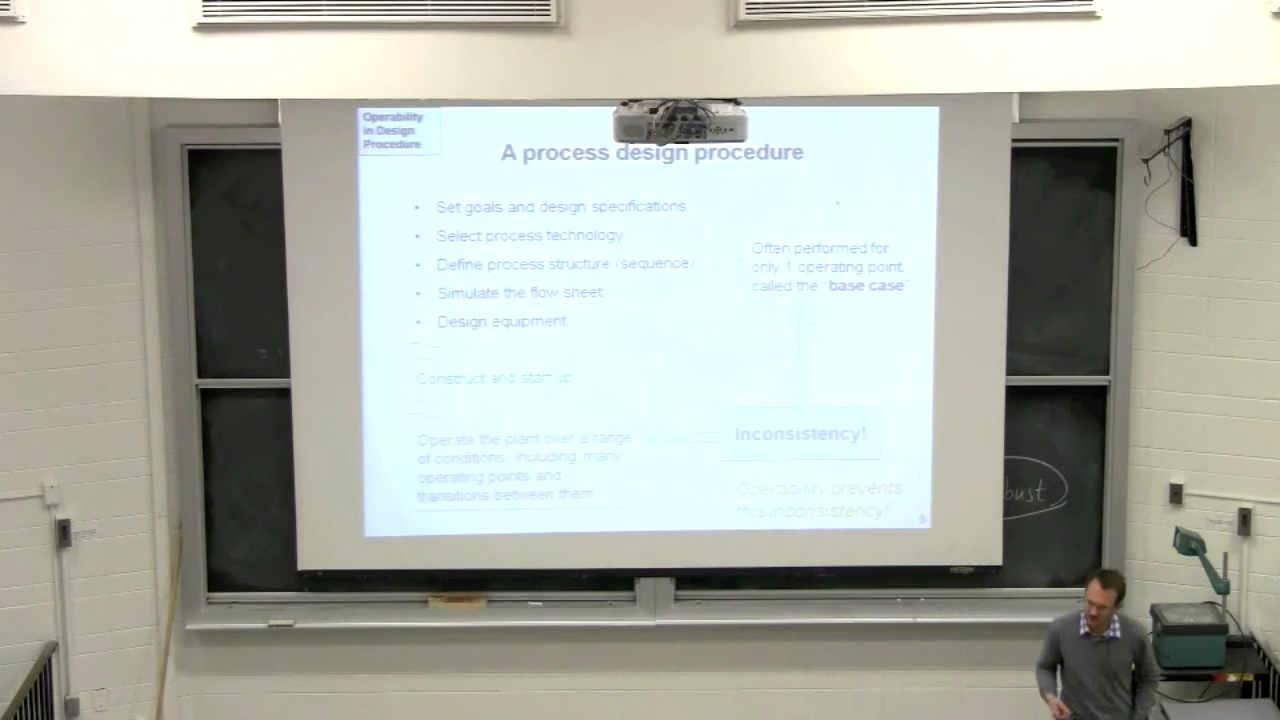 Operability
in Design
Procedure
A process design procedure
• Set goals and design specifications
• Select process technology
• Define process structure (sequence)
• Simulate the flow sheet
• Design equipment
Often performed for
only 1 operating point,
called the "base case"
Construct and start up
Operate the plant over a range
of conditions, including many
operating points and
transitions between them
Inconsistency!
Operability prevents
this inconsistency!
5
bust